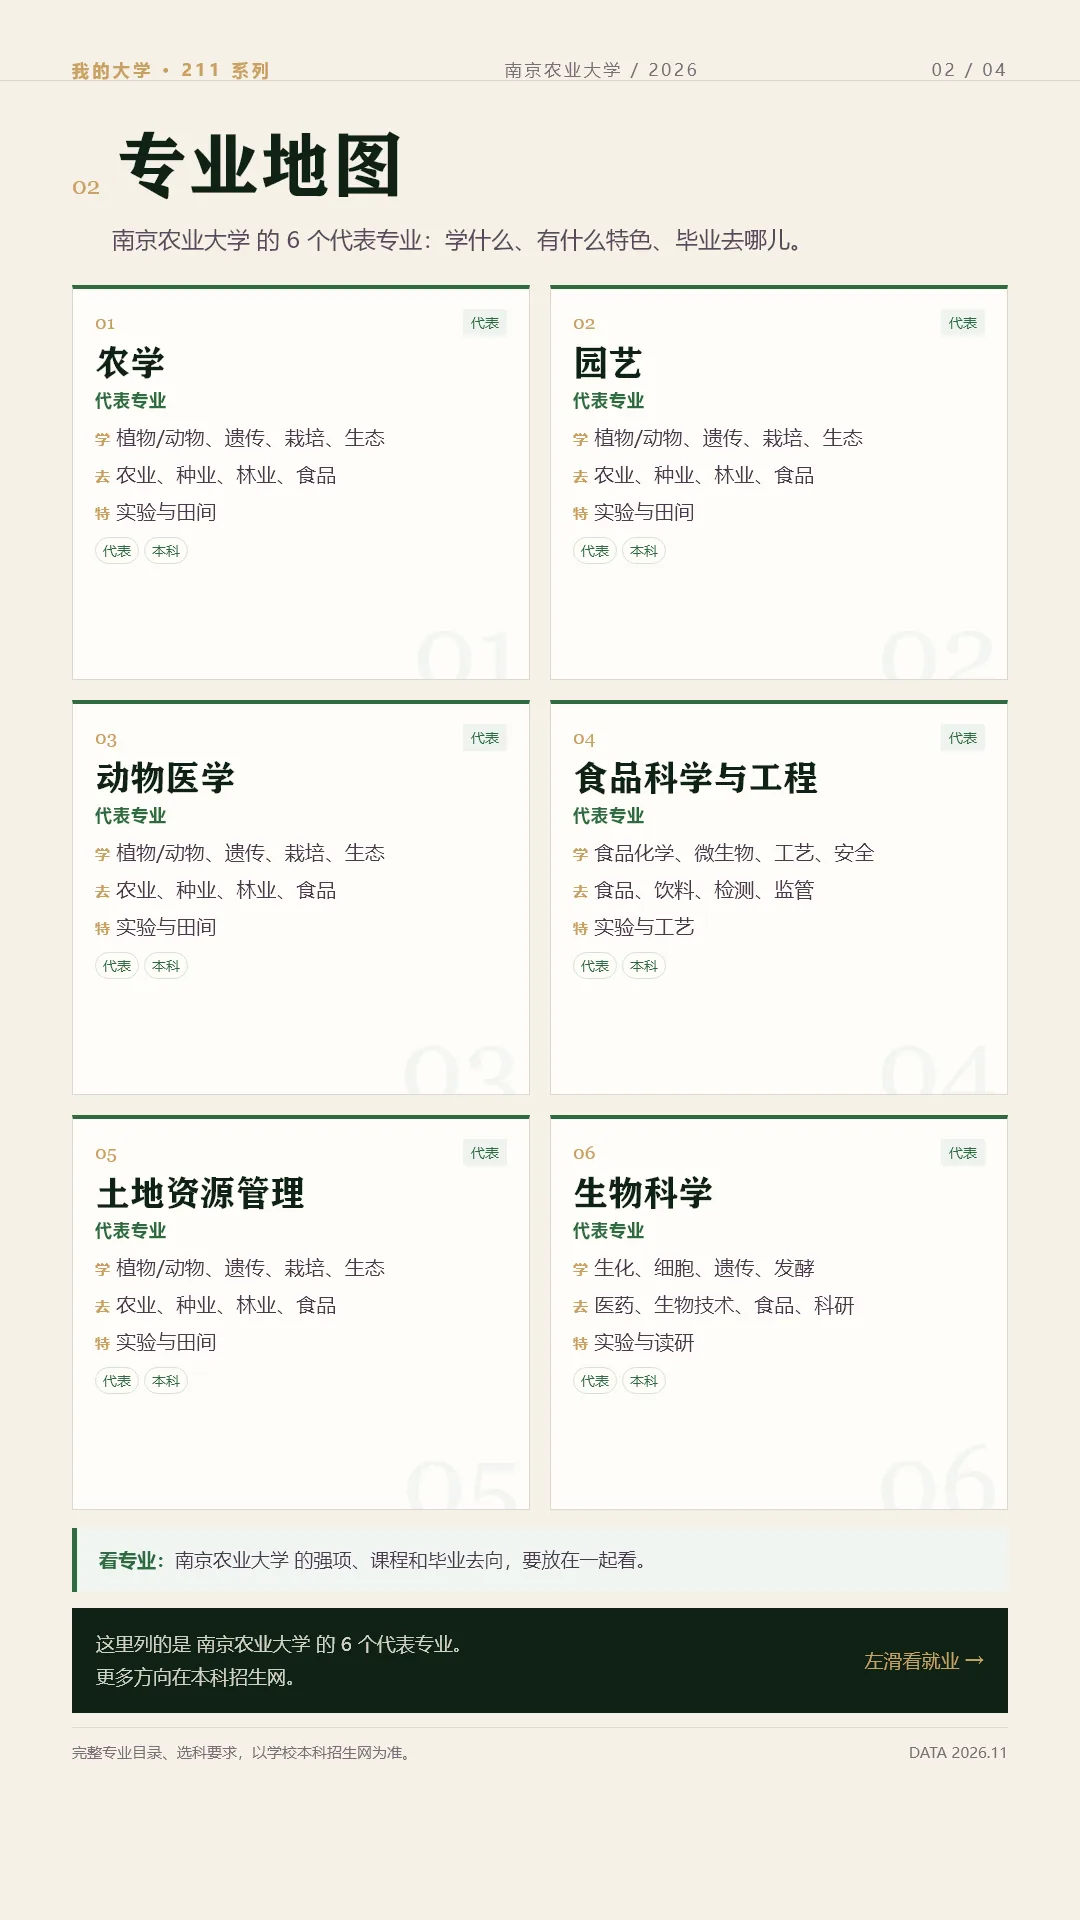 我的大学 • 211 系列
南京农业大学 / 2026
02 / 04
02 专业地图
南京农业大学 的 6 个代表专业：学什么、有什么特色、毕业去哪儿。
01 代表
农学
代表专业
学 植物/动物、遗传、栽培、生态
去 农业、种业、林业、食品
特 实验与田间
代表 本科
01
02 代表
园艺
代表专业
学 植物/动物、遗传、栽培、生态
去 农业、种业、林业、食品
特 实验与田间
代表 本科
02
03 代表
动物医学
代表专业
学 植物/动物、遗传、栽培、生态
去 农业、种业、林业、食品
特 实验与田间
代表 本科
03
04 代表
食品科学与工程
代表专业
学 食品化学、微生物、工艺、安全
去 食品、饮料、检测、监管
特 实验与工艺
代表 本科
04
05 代表
土地资源管理
代表专业
学 植物/动物、遗传、栽培、生态
去 农业、种业、林业、食品
特 实验与田间
代表 本科
05
06 代表
生物科学
代表专业
学 生化、细胞、遗传、发酵
去 医药、生物技术、食品、科研
特 实验与读研
代表 本科
06
看专业：南京农业大学 的强项、课程和毕业去向，要放在一起看。
这里列的是 南京农业大学 的 6 个代表专业。
更多方向在本科招生网。
左滑看就业 →
完整专业目录、选科要求，以学校本科招生网为准。
DATA 2026.11